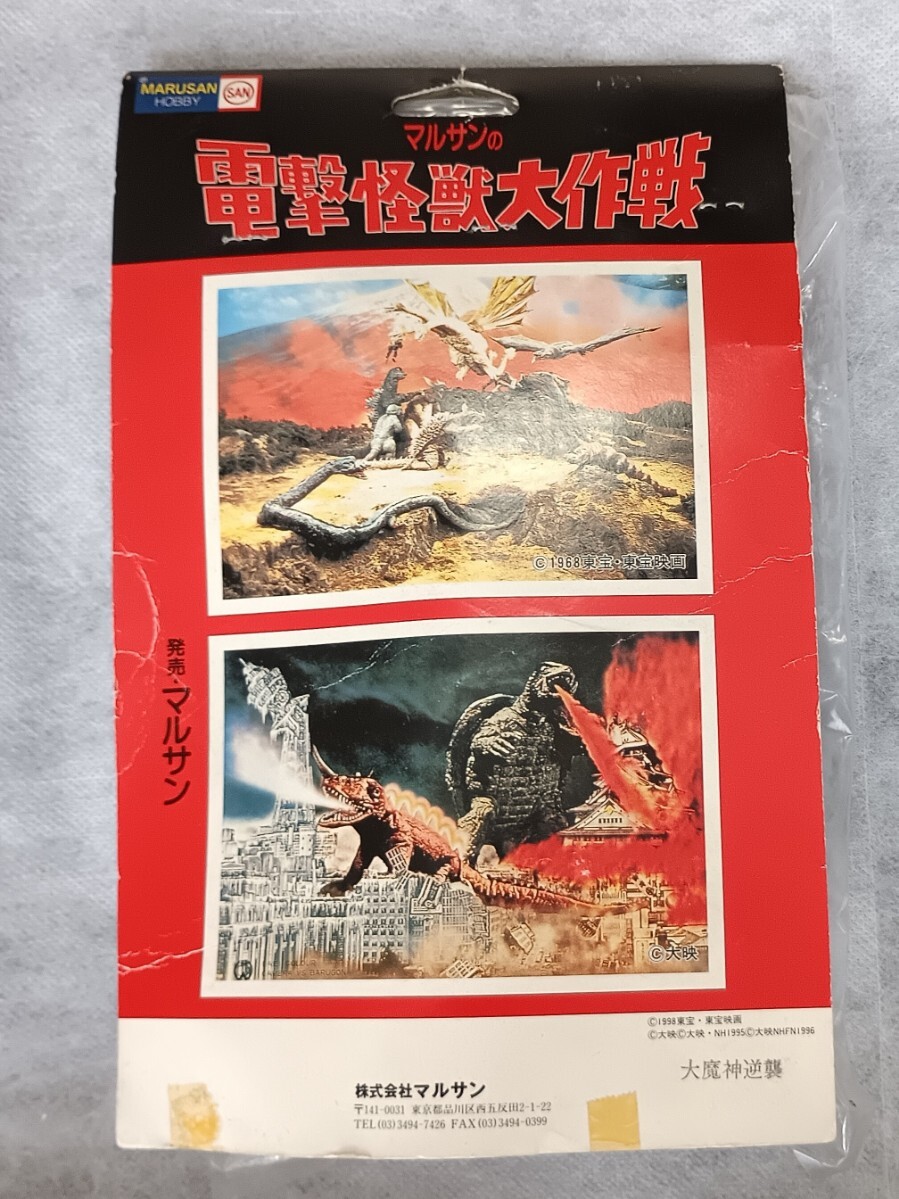 MARUSAN
HOBBY
SAN
マルサンの
電撃怪獣大作戦
©1968東宝・東宝映画
発売・マルサン
©大映
©1998東宝・東宝映画
©大映©大映・NH1995©大映NHFN1996
大魔神逆襲
株式会社マルサン
〒141-0031 東京都品川区西五反田2-1-22
TEL(03)3494-7426 FAX(03)3494-0399